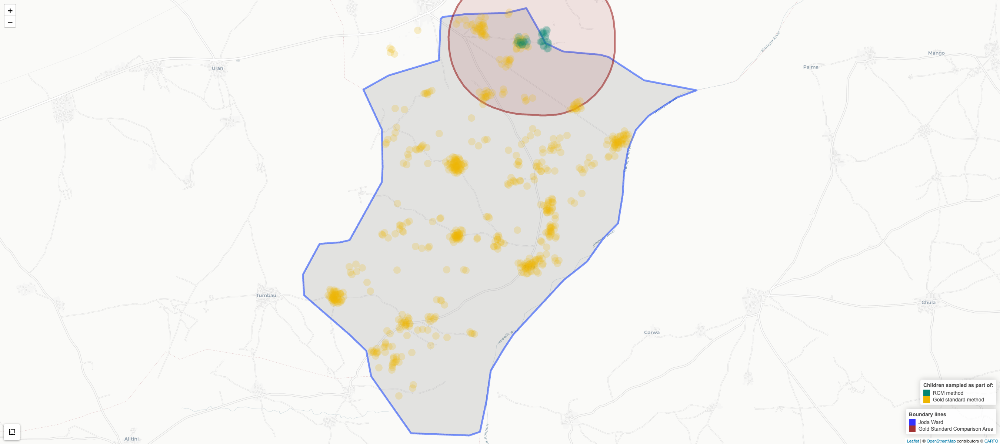 +
−
Hadejia River
Mango
Paima
Uran
Hadejia River
Hadejia River
Hadejia River
Joda
Tumbau
Chula
Garwa
Hadejia River
Alitini
Children sampled as part of:
RCM method
Gold standard method
Boundary lines
Joda Ward
Gold Standard Comparison Area
Leaflet | © OpenStreetMap contributors © CARTO